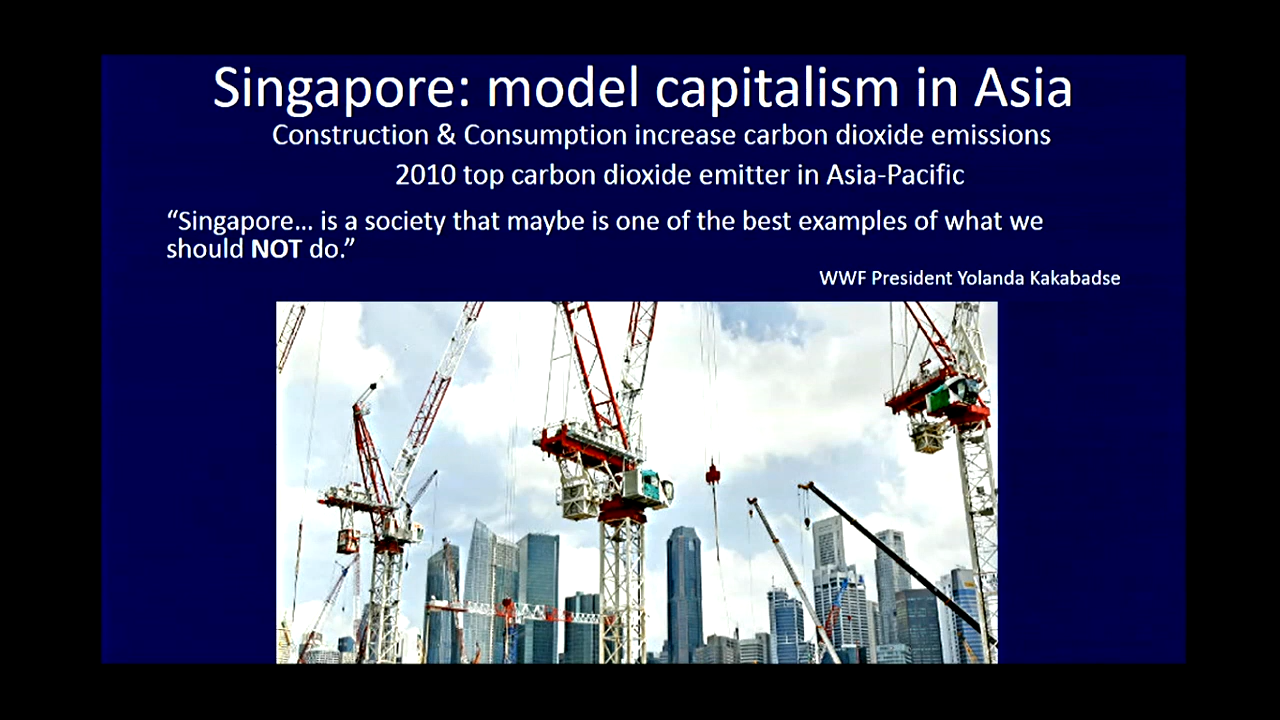 Singapore: model capitalism in Asia
Construction & Consumption increase carbon dioxide emissions
2010 top carbon dioxide emitter in Asia-Pacific
“Singapore... is a society that maybe is one of the best examples of what we
should NOT do.”
WWF President Yolanda Kakabadse